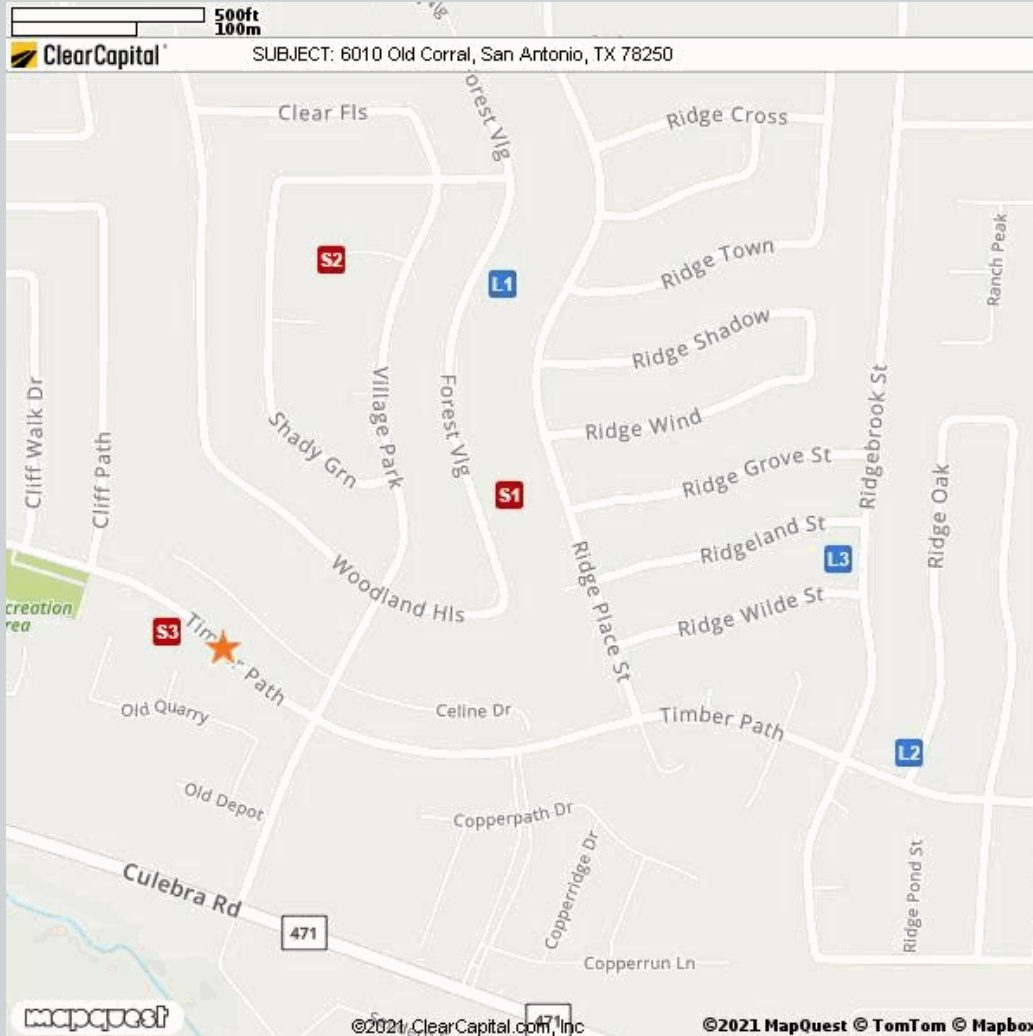 500ft
100m
ClearCapital
SUBJECT: 6010 Old Corral, San Antonio, TX 78250
Vlg
Forest Vlg
Clear Fls
Ridge Cross
S2
L1
Ridge Town
Ranch Peak
Ridge Shadow
Cliff Walk Dr
Cliff Path
Village Park
Forest Vlg
Ridge Wind
Ridgebrook St
Shady Grn
S1
Ridge Grove St
Ridge Oak
Ridgeland St
L3
Woodland Hls
Ridge Place St
Ridge Wilde St
creation
rea
S3
Timber Path
Old Quarry
Celine Dr
Timber Path
L2
Old Depot
Copperpath Dr
Copperridge Dr
Ridge Pond St
Culebra Rd
471
Copperrun Ln
471
mapquest
©2021 ClearCapital.com, Inc
©2021 MapQuest © TomTom © Mapbox